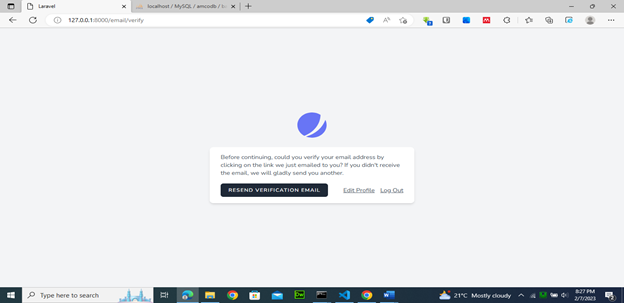 Laravel
localhost / MySQL / amsodb / 
127.0.0.1:8000/email/verify
Before continuing, could you verify your email address by
clicking on the link we just emailed to you? If you didn't receive
the email, we will gladly send you another.
RESEND VERIFICATION EMAIL
Edit Profile
Log Out
Type here to search
21°C Mostly cloudy
8:27 PM
2/7/2023